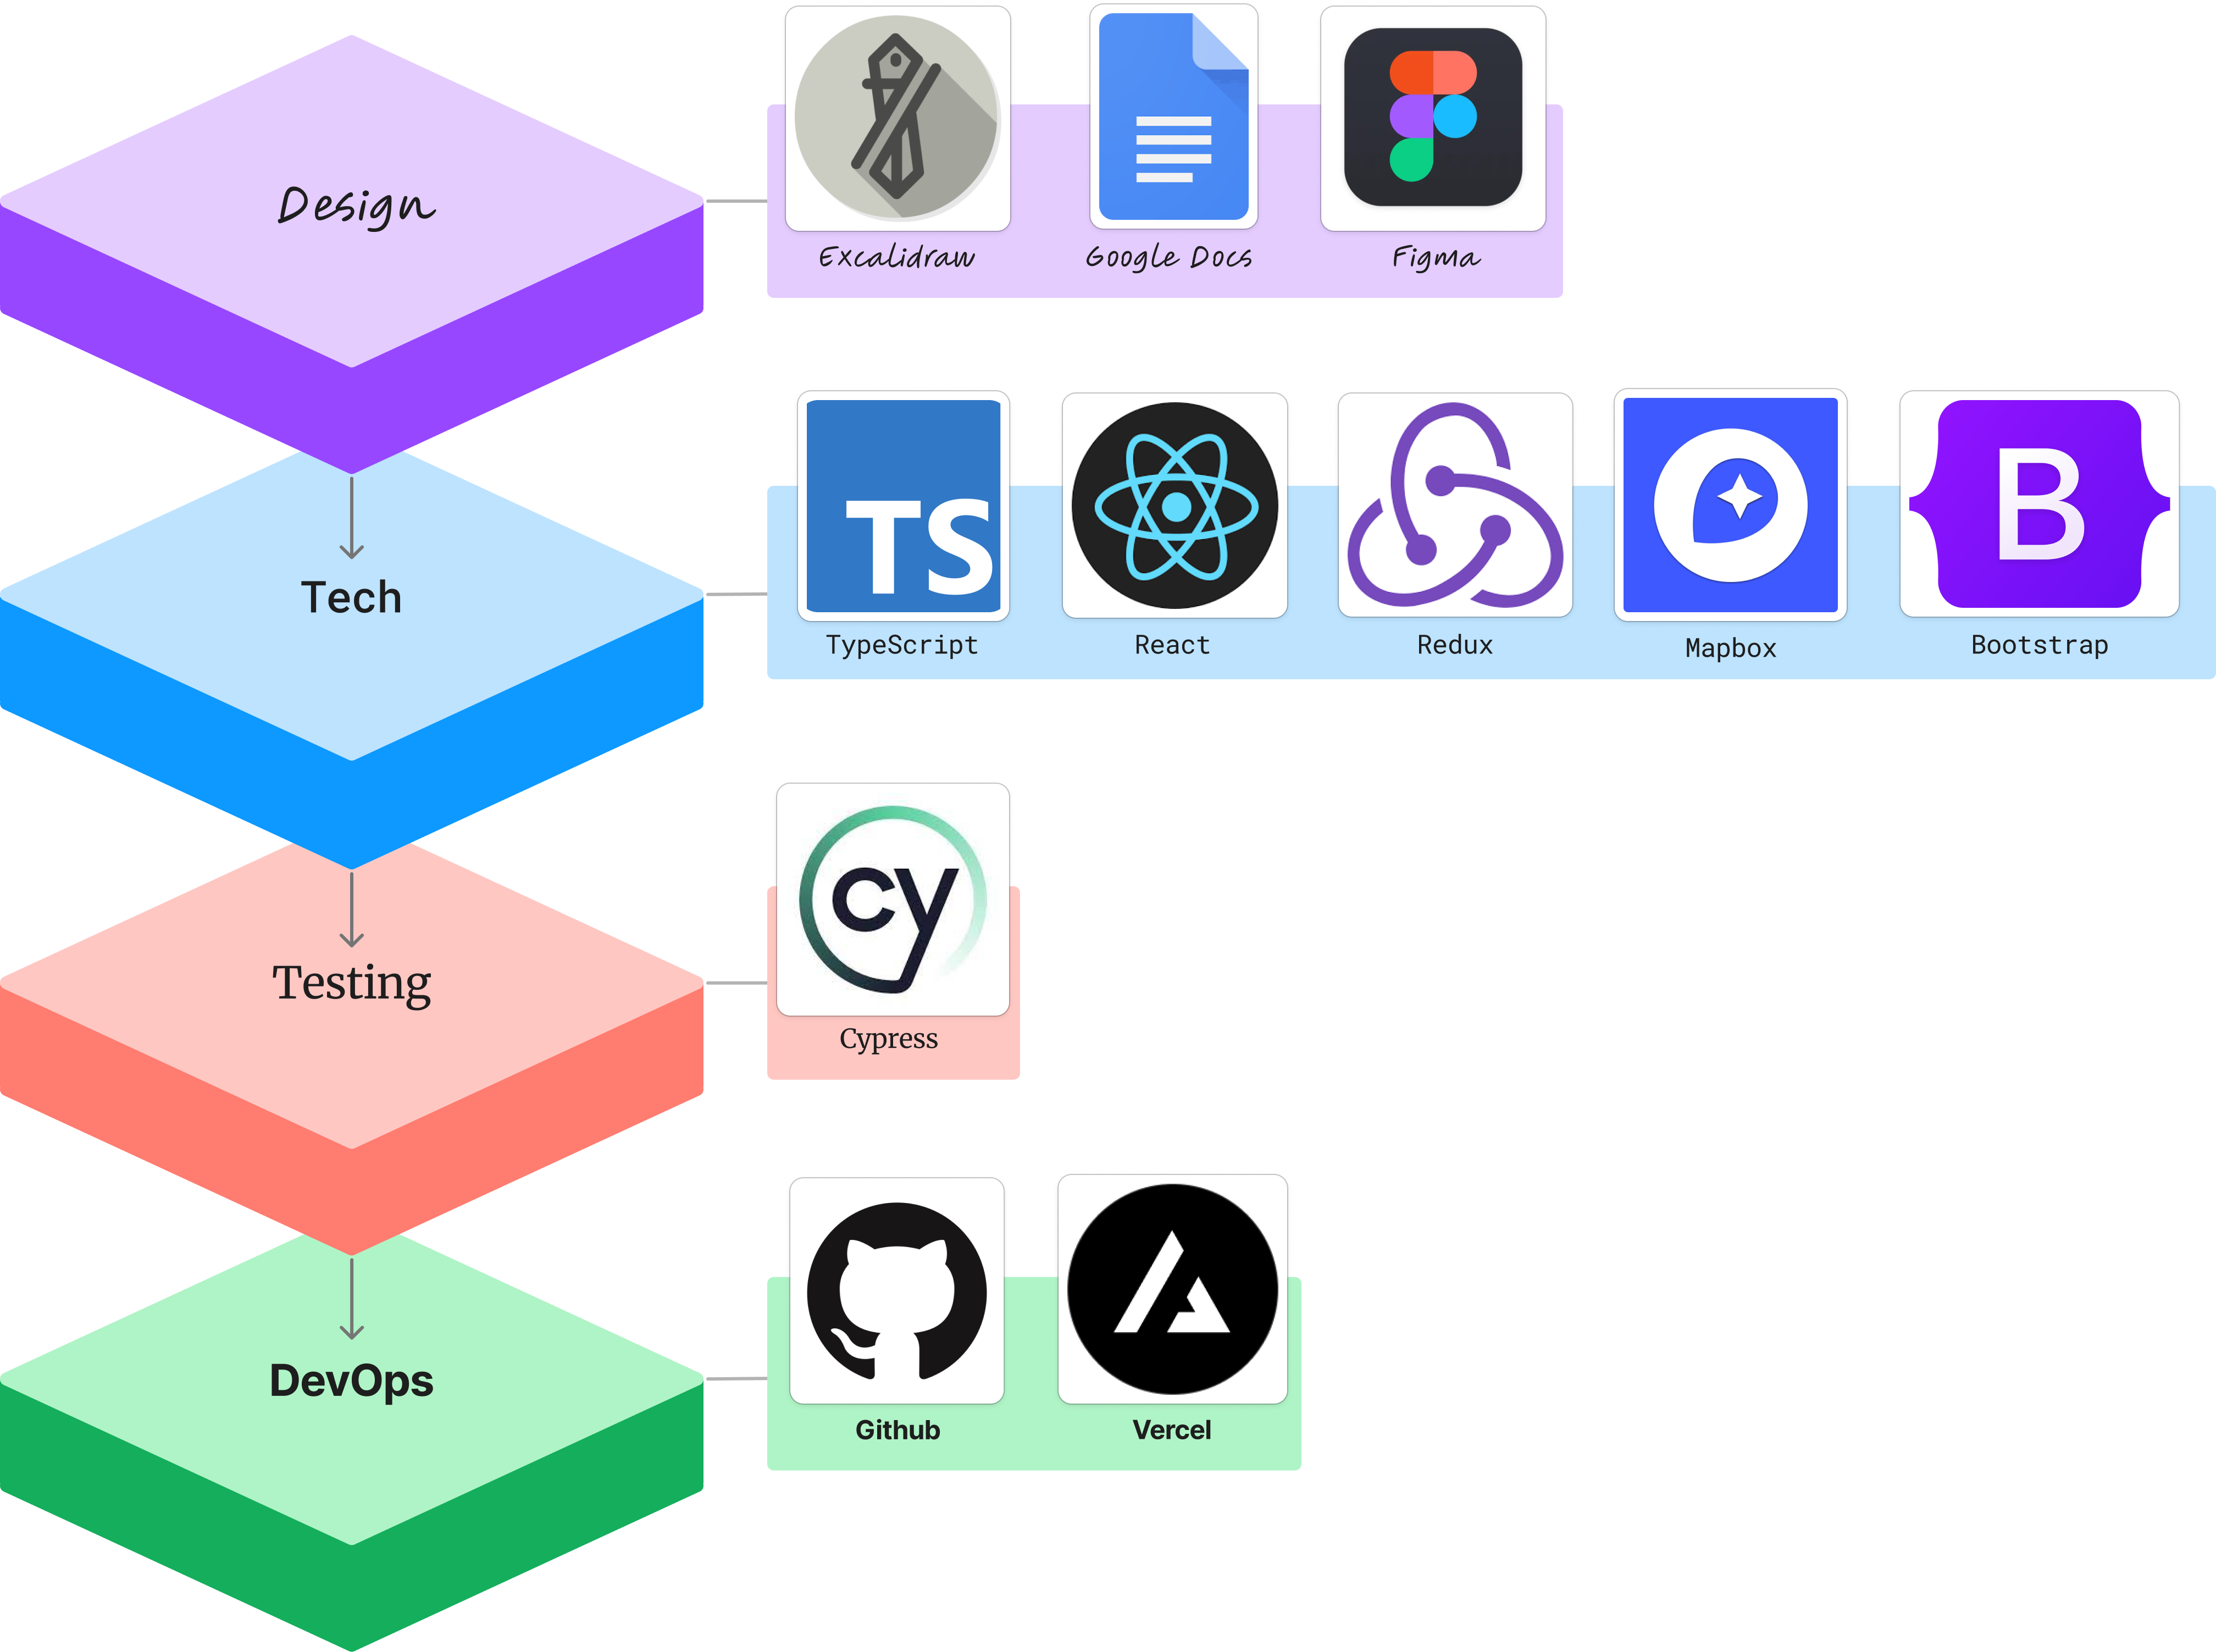 Design
Excalidraw
Google Docs
Figma
Tech
TS
B
TypeScript
React
Redux
Mapbox
Bootstrap
Testing
cy
Cypress
DevOps
Github
Vercel